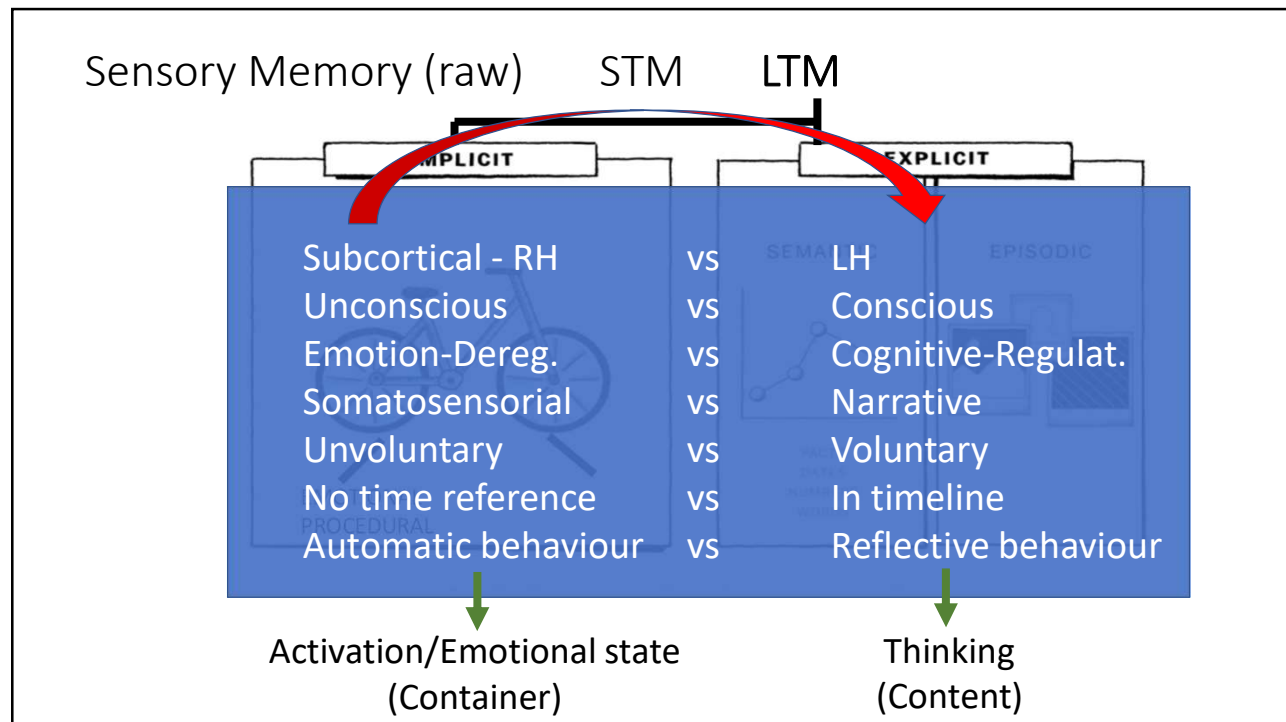 Sensory Memory (raw) STM LTM
MPLICIT EXPLICIT
SEMANTIC EPISODIC
Subcortical - RH vs LH
Unconscious vs Conscious
Emotion-Dereg. vs Cognitive-Regulat.
Somatosensorial vs Narrative
Unvoluntary vs Voluntary
No time reference vs In timeline
PROCEDURAL
Automatic behaviour vs Reflective behaviour
Activation/Emotional state Thinking
(Container) (Content)